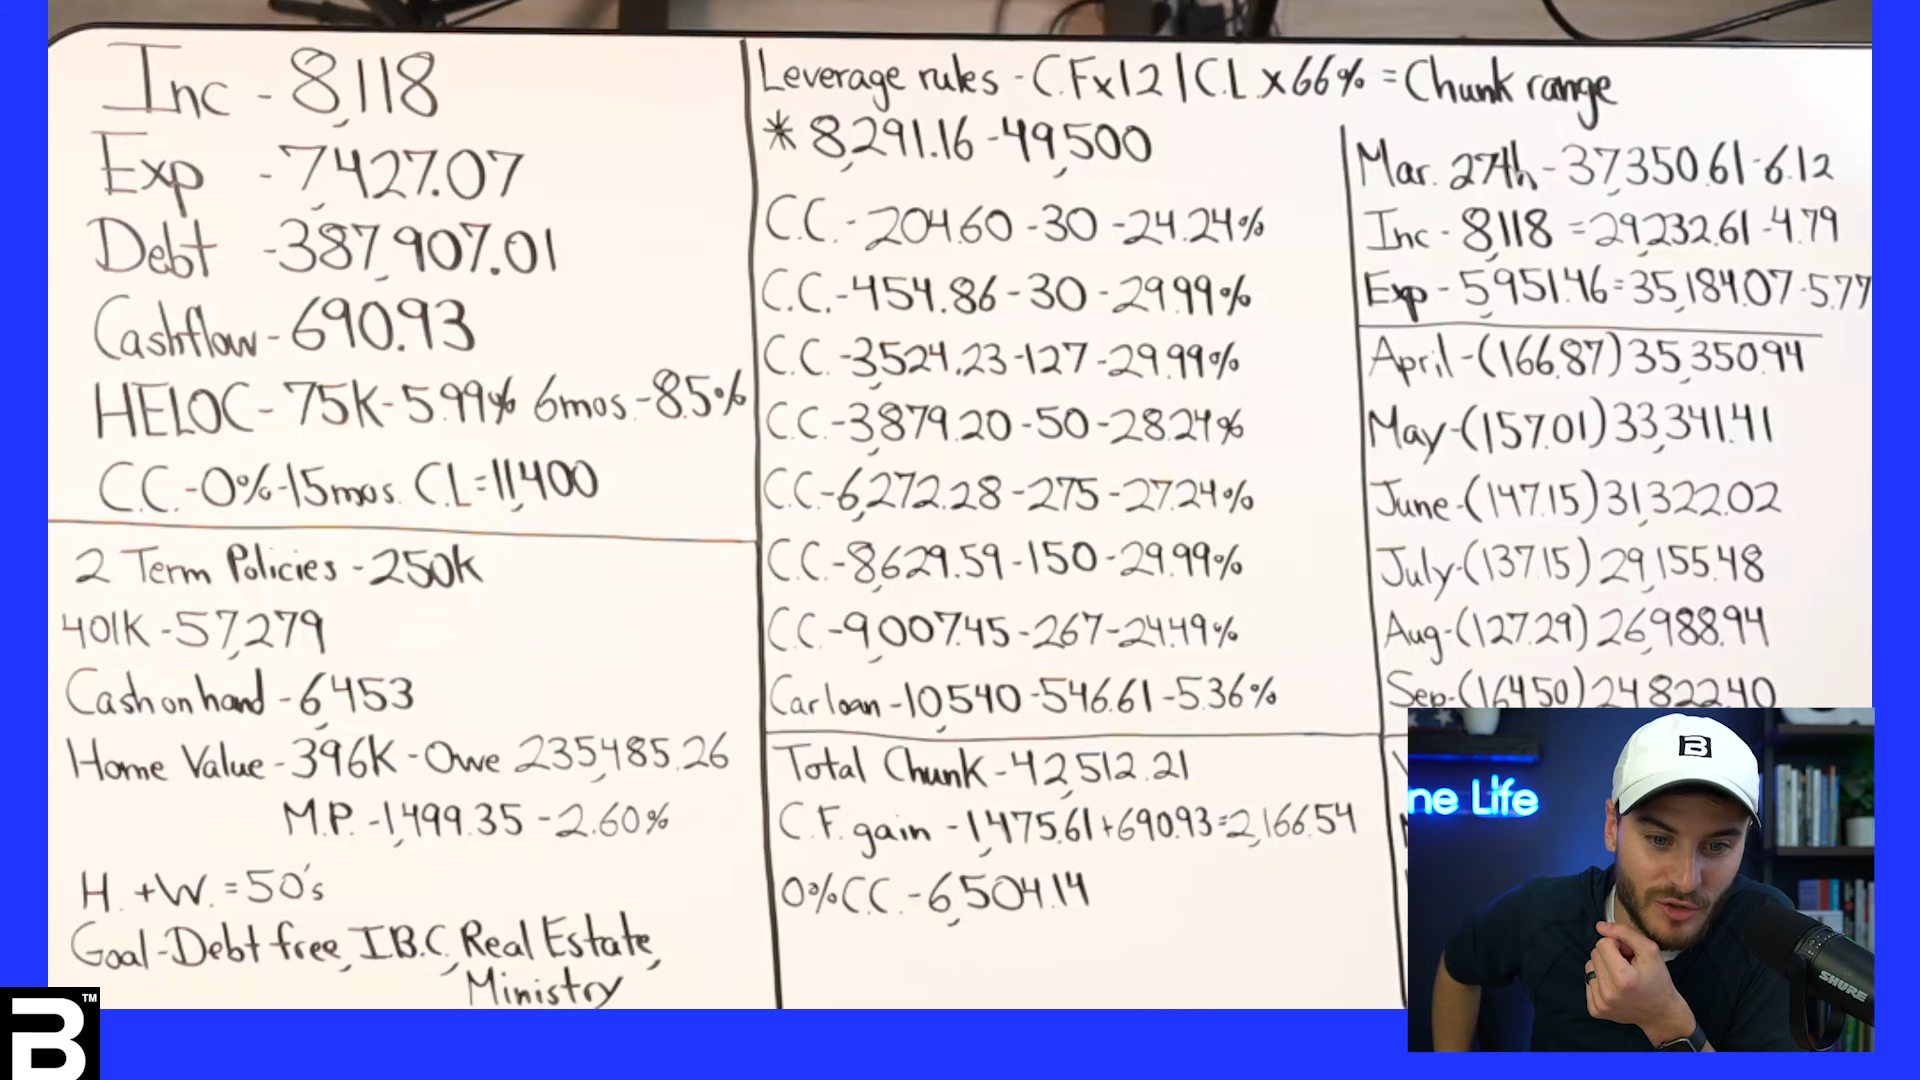 Inc - 8,118
Exp - 7,427.07
Debt - 387,907.01
Cashflow - 690.93
HELOC - 75K - 5.99% 6mos. - 8.5%
C.C. - 0% - 15mos. C.L = 11,400
2 Term Policies - 250K
401K - 57,279
Cash on hand - 6,453
Home Value - 396K - Owe 235,485.26
M.P. - 1,499.35 - 2.60%
H. + W. = 50's
Goal - Debt free, I.B.C, Real Estate,
Ministry
Leverage rules - C.F x 12 | C.L x 66% = Chunk range
* 8,291.16 - 49,500
C.C. - 204.60 - 30 - 24.24%
C.C. - 454.86 - 30 - 29.99%
C.C. - 3,524.23 - 127 - 29.99%
C.C. - 3,879.20 - 50 - 28.24%
C.C. - 6,272.28 - 275 - 27.24%
C.C. - 8,629.59 - 150 - 29.99%
C.C. - 9,007.45 - 267 - 24.49%
Car loan - 10,540 - 546.61 - 5.36%
Total Chunk - 42,512.21
C.F. gain - 1,475.61 + 690.93 = 2,166.54
0% C.C. - 6,504.14
Mar. 27th - 37,350.61 - 6.12
Inc - 8,118 = 29,232.61 - 4.79
Exp - 5,951.46 = 35,184.07 - 5.77
April - (166.87) 35,350.94
May - (157.01) 33,341.41
June - (147.15) 31,322.02
July - (137.15) 29,155.48
Aug - (127.29) 26,988.94
Sep - (164.50) 24,822.40
ne Life
B
SHURE
B™